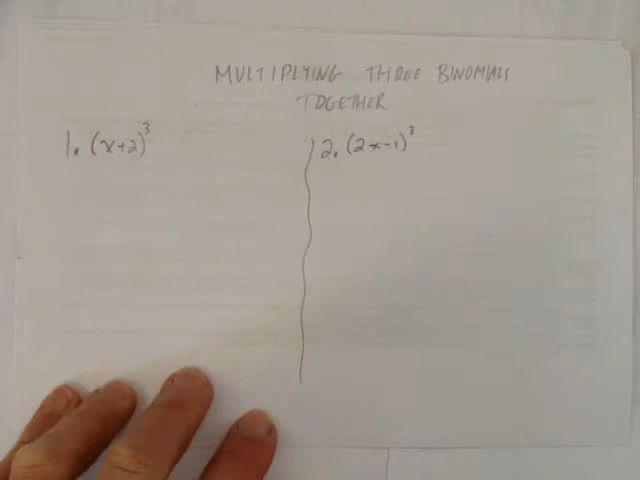 MULTIPLYING THREE BINOMIALS
TOGETHER
1. (x+2)³
2. (2x-1)³